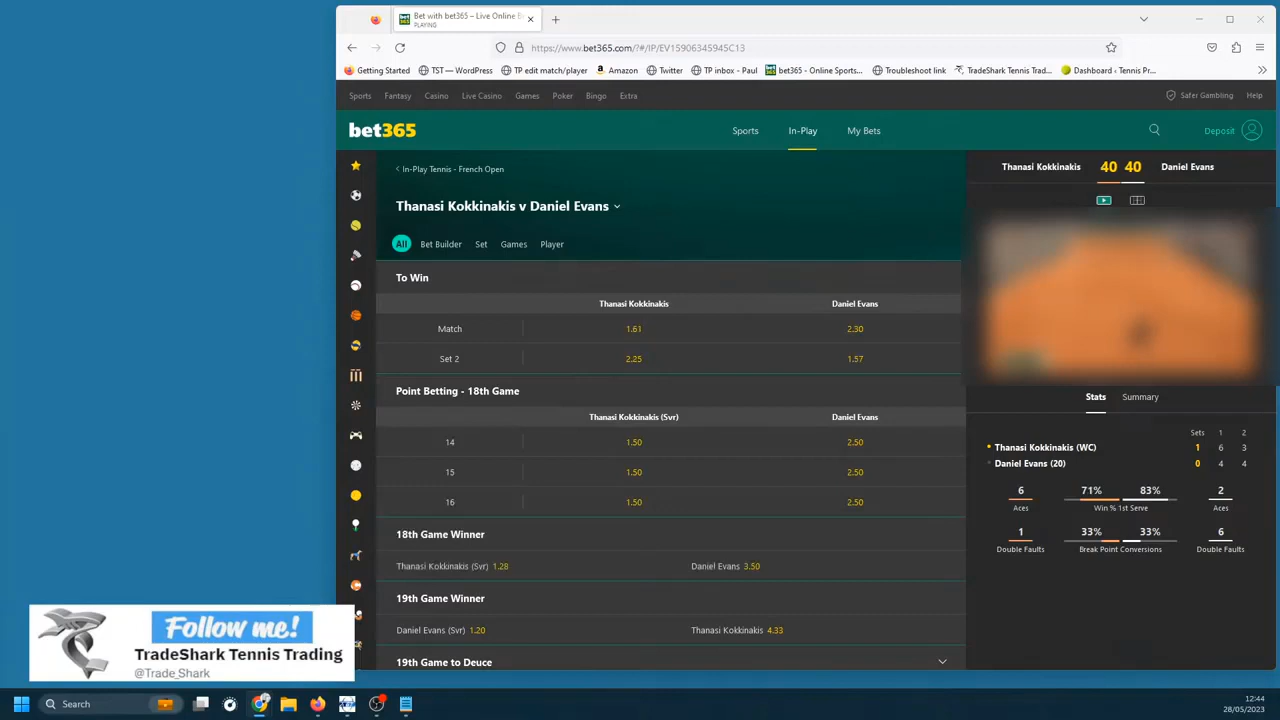 Bet with bet365 – Live Online B
PLAYING
https://www.bet365.com/?#/IP/EV15906345945C13
Getting Started TST — WordPress TP edit match/player Amazon Twitter TP inbox - Paul bet365 - Online Sports... Troubleshoot link TradeShark Tennis Trad... Dashboard ‹ Tennis Pr...
Sports Fantasy Casino Live Casino Games Poker Bingo Extra Safer Gambling Help
bet365 Sports In-Play My Bets Deposit
In-Play Tennis - French Open
Thanasi Kokkinakis 40 40 Daniel Evans
Thanasi Kokkinakis v Daniel Evans
All Bet Builder Set Games Player
To Win
Thanasi Kokkinakis Daniel Evans
Match 1.61 2.30
Set 2 2.25 1.57
Point Betting - 18th Game
Thanasi Kokkinakis (Svr) Daniel Evans
14 1.50 2.50
15 1.50 2.50
16 1.50 2.50
18th Game Winner
Thanasi Kokkinakis (Svr) 1.28 Daniel Evans 3.50
19th Game Winner
Daniel Evans (Svr) 1.20 Thanasi Kokkinakis 4.33
19th Game to Deuce
Stats Summary
Sets 1 2
Thanasi Kokkinakis (WC) 1 6 3
Daniel Evans (20) 0 4 4
6 71% 83% 2
Aces Win % 1st Serve Aces
1 33% 33% 6
Double Faults Break Point Conversions Double Faults
Follow me!
TradeShark Tennis Trading
@Trade_Shark
Search
12:44
28/05/2023